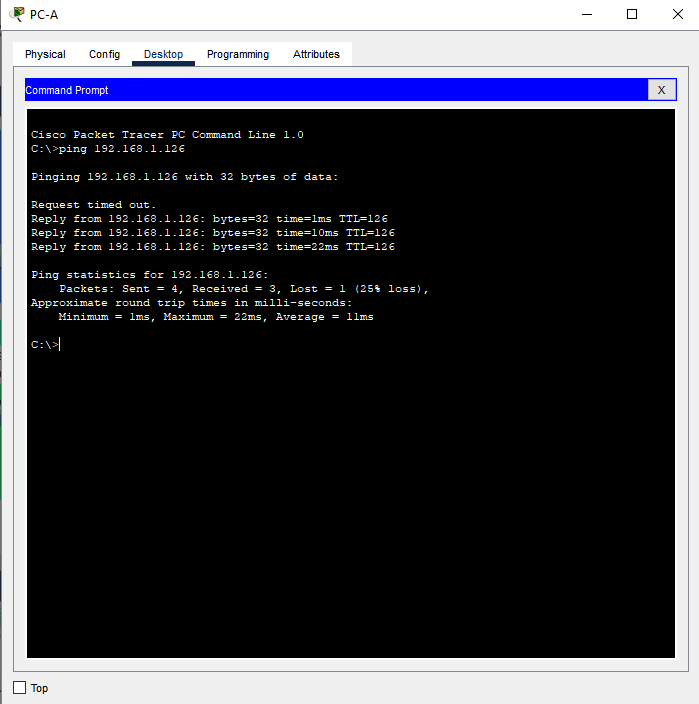 PC-A
Physical Config Desktop Programming Attributes
Command Prompt
X
Cisco Packet Tracer PC Command Line 1.0
C:\>ping 192.168.1.126
Pinging 192.168.1.126 with 32 bytes of data:
Request timed out.
Reply from 192.168.1.126: bytes=32 time=1ms TTL=126
Reply from 192.168.1.126: bytes=32 time=10ms TTL=126
Reply from 192.168.1.126: bytes=32 time=22ms TTL=126
Ping statistics for 192.168.1.126:
Packets: Sent = 4, Received = 3, Lost = 1 (25% loss),
Approximate round trip times in milli-seconds:
Minimum = 1ms, Maximum = 22ms, Average = 11ms
C:\>
Top